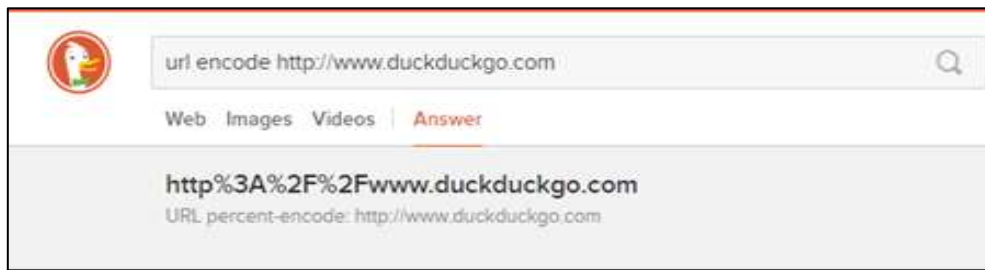 url encode http://www.duckduckgo.com
Web Images Videos Answer
http%3A%2F%2Fwww.duckduckgo.com
URL percent-encode: http://www.duckduckgo.com